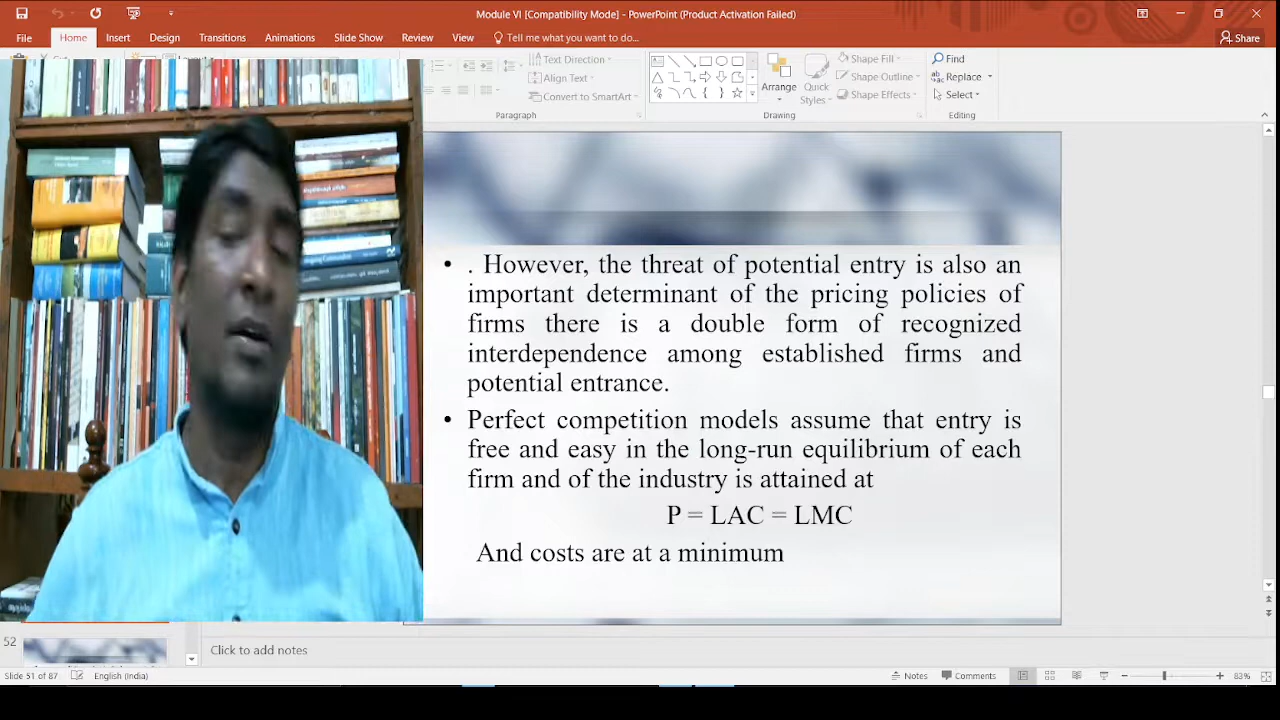 Module VI [Compatibility Mode] - PowerPoint (Product Activation Failed)
File Home Insert Design Transitions Animations Slide Show Review View Tell me what you want to do... Share
Text Direction
Align Text
Convert to SmartArt
Paragraph
Arrange
Quick
Styles
Shape Fill
Shape Outline
Shape Effects
Drawing
Find
Replace
Select
Editing
• . However, the threat of potential entry is also an
important determinant of the pricing policies of
firms there is a double form of recognized
interdependence among established firms and
potential entrance.
• Perfect competition models assume that entry is
free and easy in the long-run equilibrium of each
firm and of the industry is attained at
P = LAC = LMC
And costs are at a minimum
52
Click to add notes
Slide 51 of 87 English (India) Notes Comments 83%